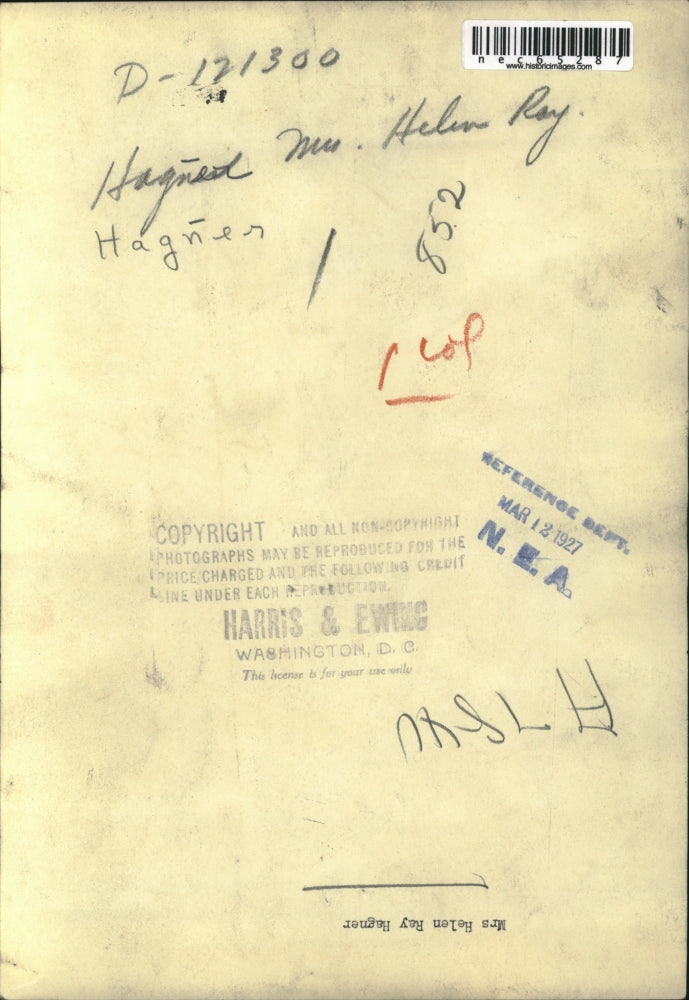 nec65287
www.historicimages.com
D-121300
Hagner Mrs. Helen Ray.
Hagner
852
1 col
REFERENCE DEPT.
MAR 12 1927
N. E. A.
COPYRIGHT AND ALL NON-COPYRIGHT
PHOTOGRAPHS MAY BE REPRODUCED FOR THE
PRICE CHARGED AND THE FOLLOWING CREDIT
LINE UNDER EACH REPRODUCTION.
HARRIS & EWING
WASHINGTON, D. C.
This license is for your use only
Mrs Helen Ray Hagner